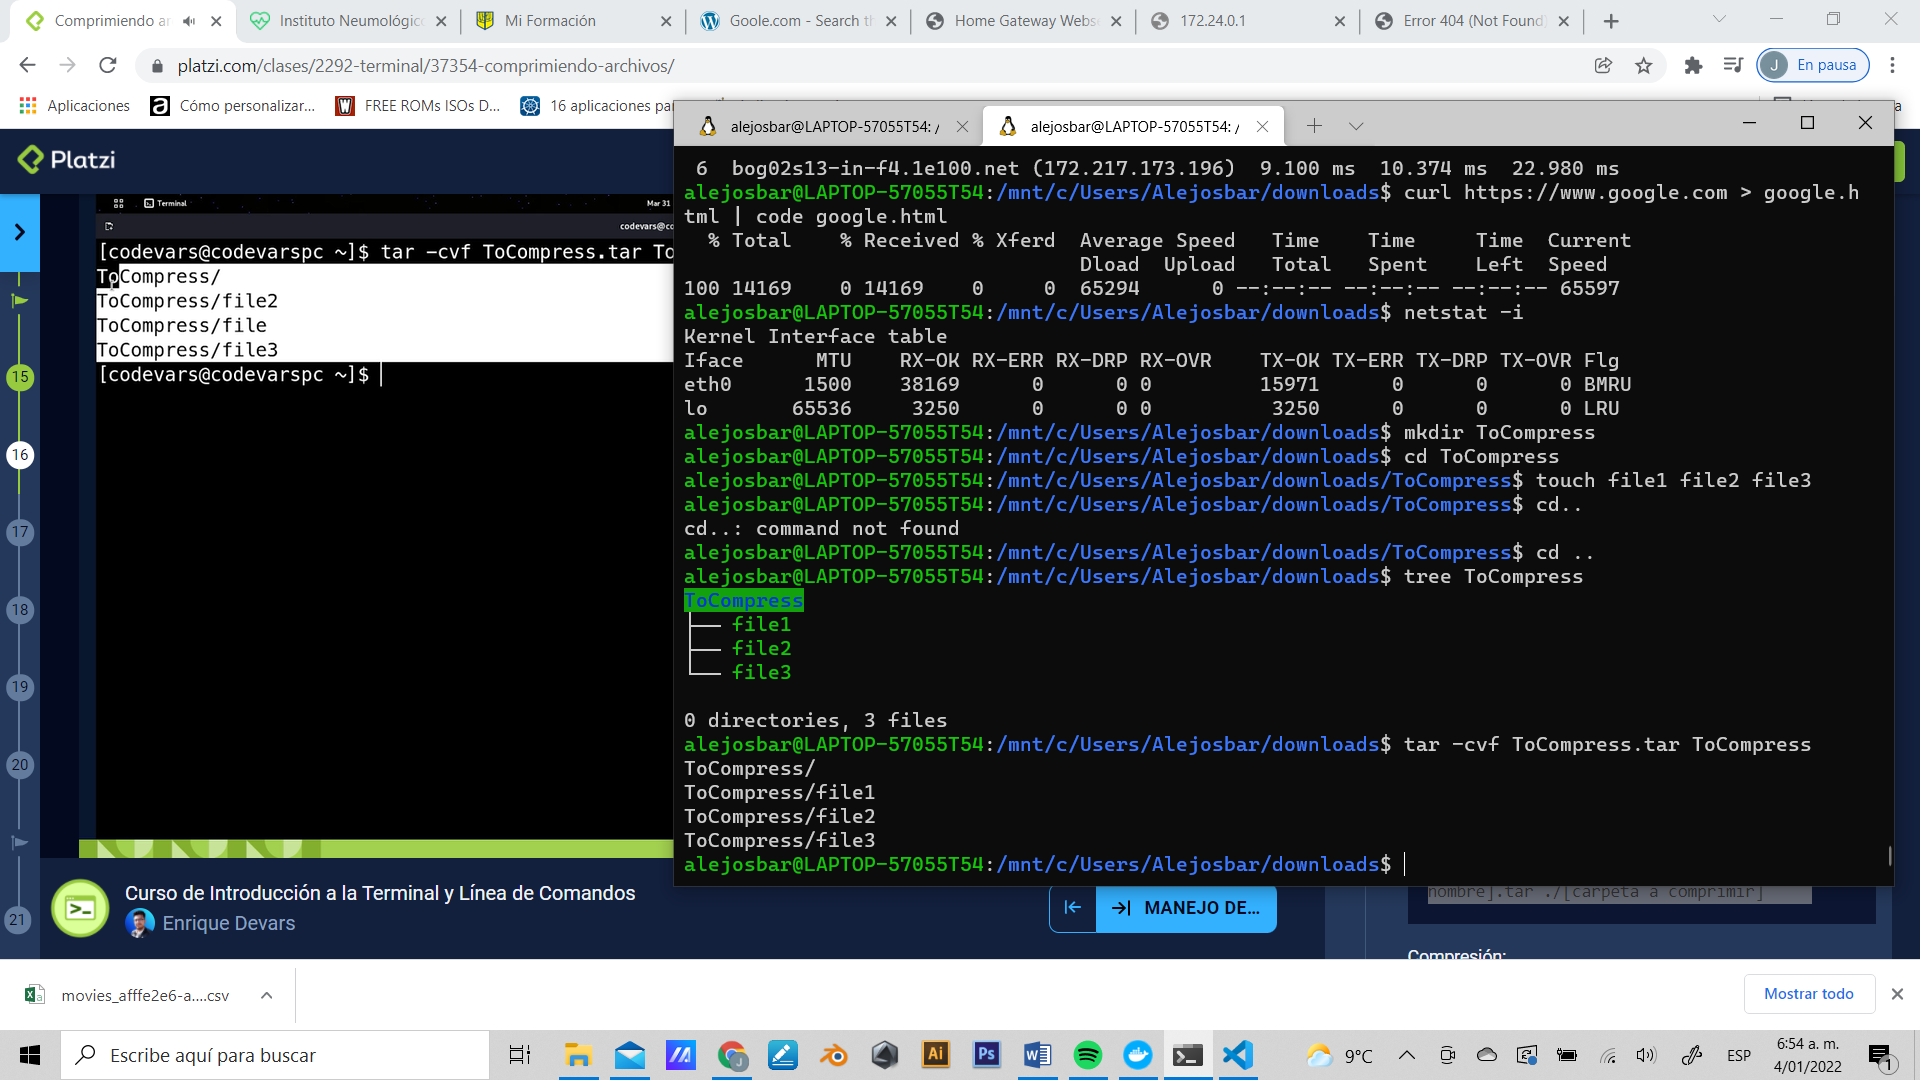 Comprimiendo ar
Instituto Neumológic
Mi Formación
Goole.com - Search th
Home Gateway Webse
172.24.0.1
Error 404 (Not Found)
platzi.com/clases/2292-terminal/37354-comprimiendo-archivos/
J En pausa
Aplicaciones
Cómo personalizar...
FREE ROMs ISOs D...
16 aplicaciones pa
Platzi
Terminal
Mar 31
codevars@co
[codevars@codevarspc ~]$ tar -cvf ToCompress.tar To
ToCompress/
ToCompress/file2
ToCompress/file
ToCompress/file3
[codevars@codevarspc ~]$
15
16
17
18
19
20
21
alejosbar@LAPTOP-57055T54: /
alejosbar@LAPTOP-57055T54: /
6 bog02s13-in-f4.1e100.net (172.217.173.196) 9.100 ms 10.374 ms 22.980 ms
alejosbar@LAPTOP-57055T54:/mnt/c/Users/Alejosbar/downloads$ curl https://www.google.com > google.h
tml | code google.html
% Total % Received % Xferd Average Speed Time Time Time Current
Dload Upload Total Spent Left Speed
100 14169 0 14169 0 0 65294 0 --:--:-- --:--:-- --:--:-- 65597
alejosbar@LAPTOP-57055T54:/mnt/c/Users/Alejosbar/downloads$ netstat -i
Kernel Interface table
Iface MTU RX-OK RX-ERR RX-DRP RX-OVR TX-OK TX-ERR TX-DRP TX-OVR Flg
eth0 1500 38169 0 0 0 15971 0 0 0 BMRU
lo 65536 3250 0 0 0 3250 0 0 0 LRU
alejosbar@LAPTOP-57055T54:/mnt/c/Users/Alejosbar/downloads$ mkdir ToCompress
alejosbar@LAPTOP-57055T54:/mnt/c/Users/Alejosbar/downloads$ cd ToCompress
alejosbar@LAPTOP-57055T54:/mnt/c/Users/Alejosbar/downloads/ToCompress$ touch file1 file2 file3
alejosbar@LAPTOP-57055T54:/mnt/c/Users/Alejosbar/downloads/ToCompress$ cd..
cd..: command not found
alejosbar@LAPTOP-57055T54:/mnt/c/Users/Alejosbar/downloads/ToCompress$ cd ..
alejosbar@LAPTOP-57055T54:/mnt/c/Users/Alejosbar/downloads$ tree ToCompress
ToCompress
├── file1
├── file2
└── file3
0 directories, 3 files
alejosbar@LAPTOP-57055T54:/mnt/c/Users/Alejosbar/downloads$ tar -cvf ToCompress.tar ToCompress
ToCompress/
ToCompress/file1
ToCompress/file2
ToCompress/file3
alejosbar@LAPTOP-57055T54:/mnt/c/Users/Alejosbar/downloads$
nombre].tar ./[carpeta a comprimir]
Compresión:
Curso de Introducción a la Terminal y Línea de Comandos
Enrique Devars
MANEJO DE...
movies_afffe2e6-a....csv
Mostrar todo
Escribe aquí para buscar
Ai
Ps
9°C
ESP
6:54 a. m.
4/01/2022
1